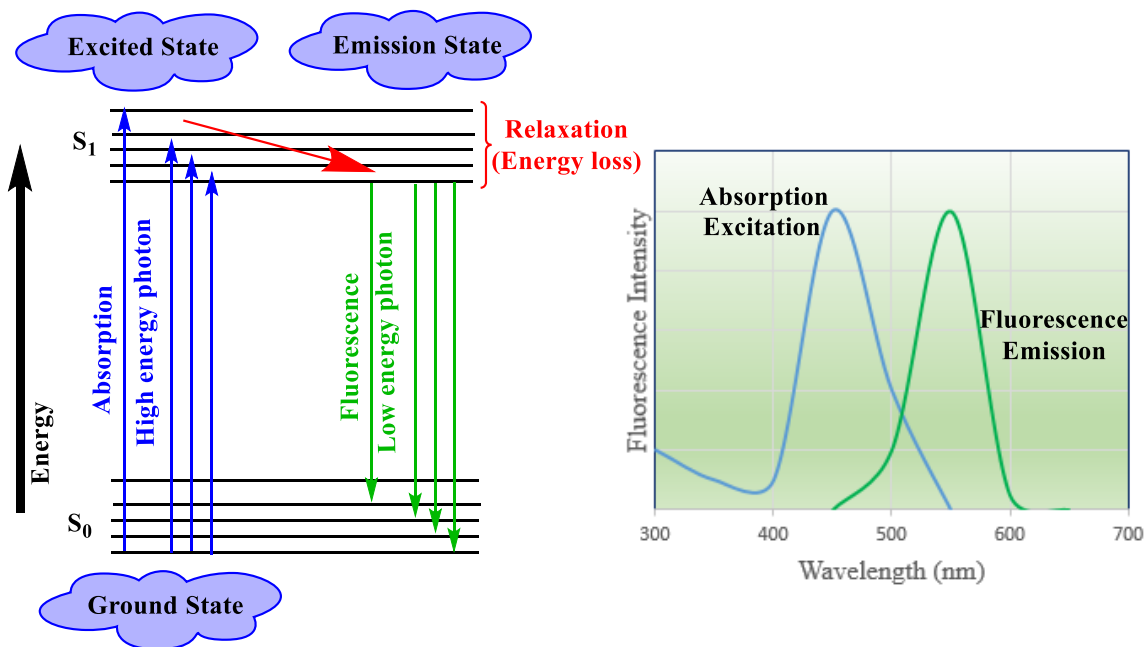 Excited State
Emission State
S1
Relaxation
(Energy loss)
Energy
Absorption
High energy photon
Fluorescence
Low energy photon
S0
Ground State
Absorption
Excitation
Fluorescence
Emission
Fluorescence Intensity
300
400
500
600
700
Wavelength (nm)